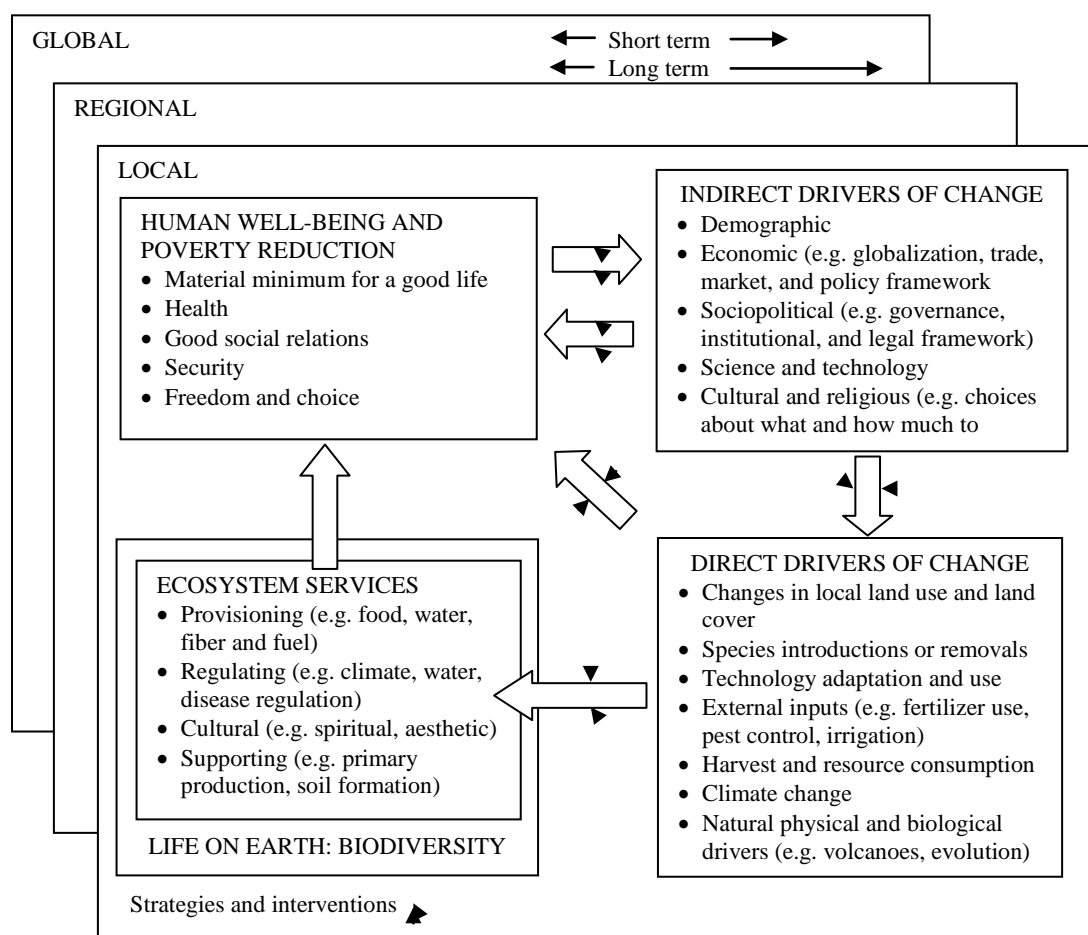 GLOBAL
Short term
Long term
REGIONAL
LOCAL
HUMAN WELL-BEING AND
POVERTY REDUCTION
• Material minimum for a good life
• Health
• Good social relations
• Security
• Freedom and choice
INDIRECT DRIVERS OF CHANGE
• Demographic
• Economic (e.g. globalization, trade,
market, and policy framework
• Sociopolitical (e.g. governance,
institutional, and legal framework)
• Science and technology
• Cultural and religious (e.g. choices
about what and how much to
ECOSYSTEM SERVICES
• Provisioning (e.g. food, water,
fiber and fuel)
• Regulating (e.g. climate, water,
disease regulation)
• Cultural (e.g. spiritual, aesthetic)
• Supporting (e.g. primary
production, soil formation)
LIFE ON EARTH: BIODIVERSITY
DIRECT DRIVERS OF CHANGE
• Changes in local land use and land
cover
• Species introductions or removals
• Technology adaptation and use
• External inputs (e.g. fertilizer use,
pest control, irrigation)
• Harvest and resource consumption
• Climate change
• Natural physical and biological
drivers (e.g. volcanoes, evolution)
Strategies and interventions